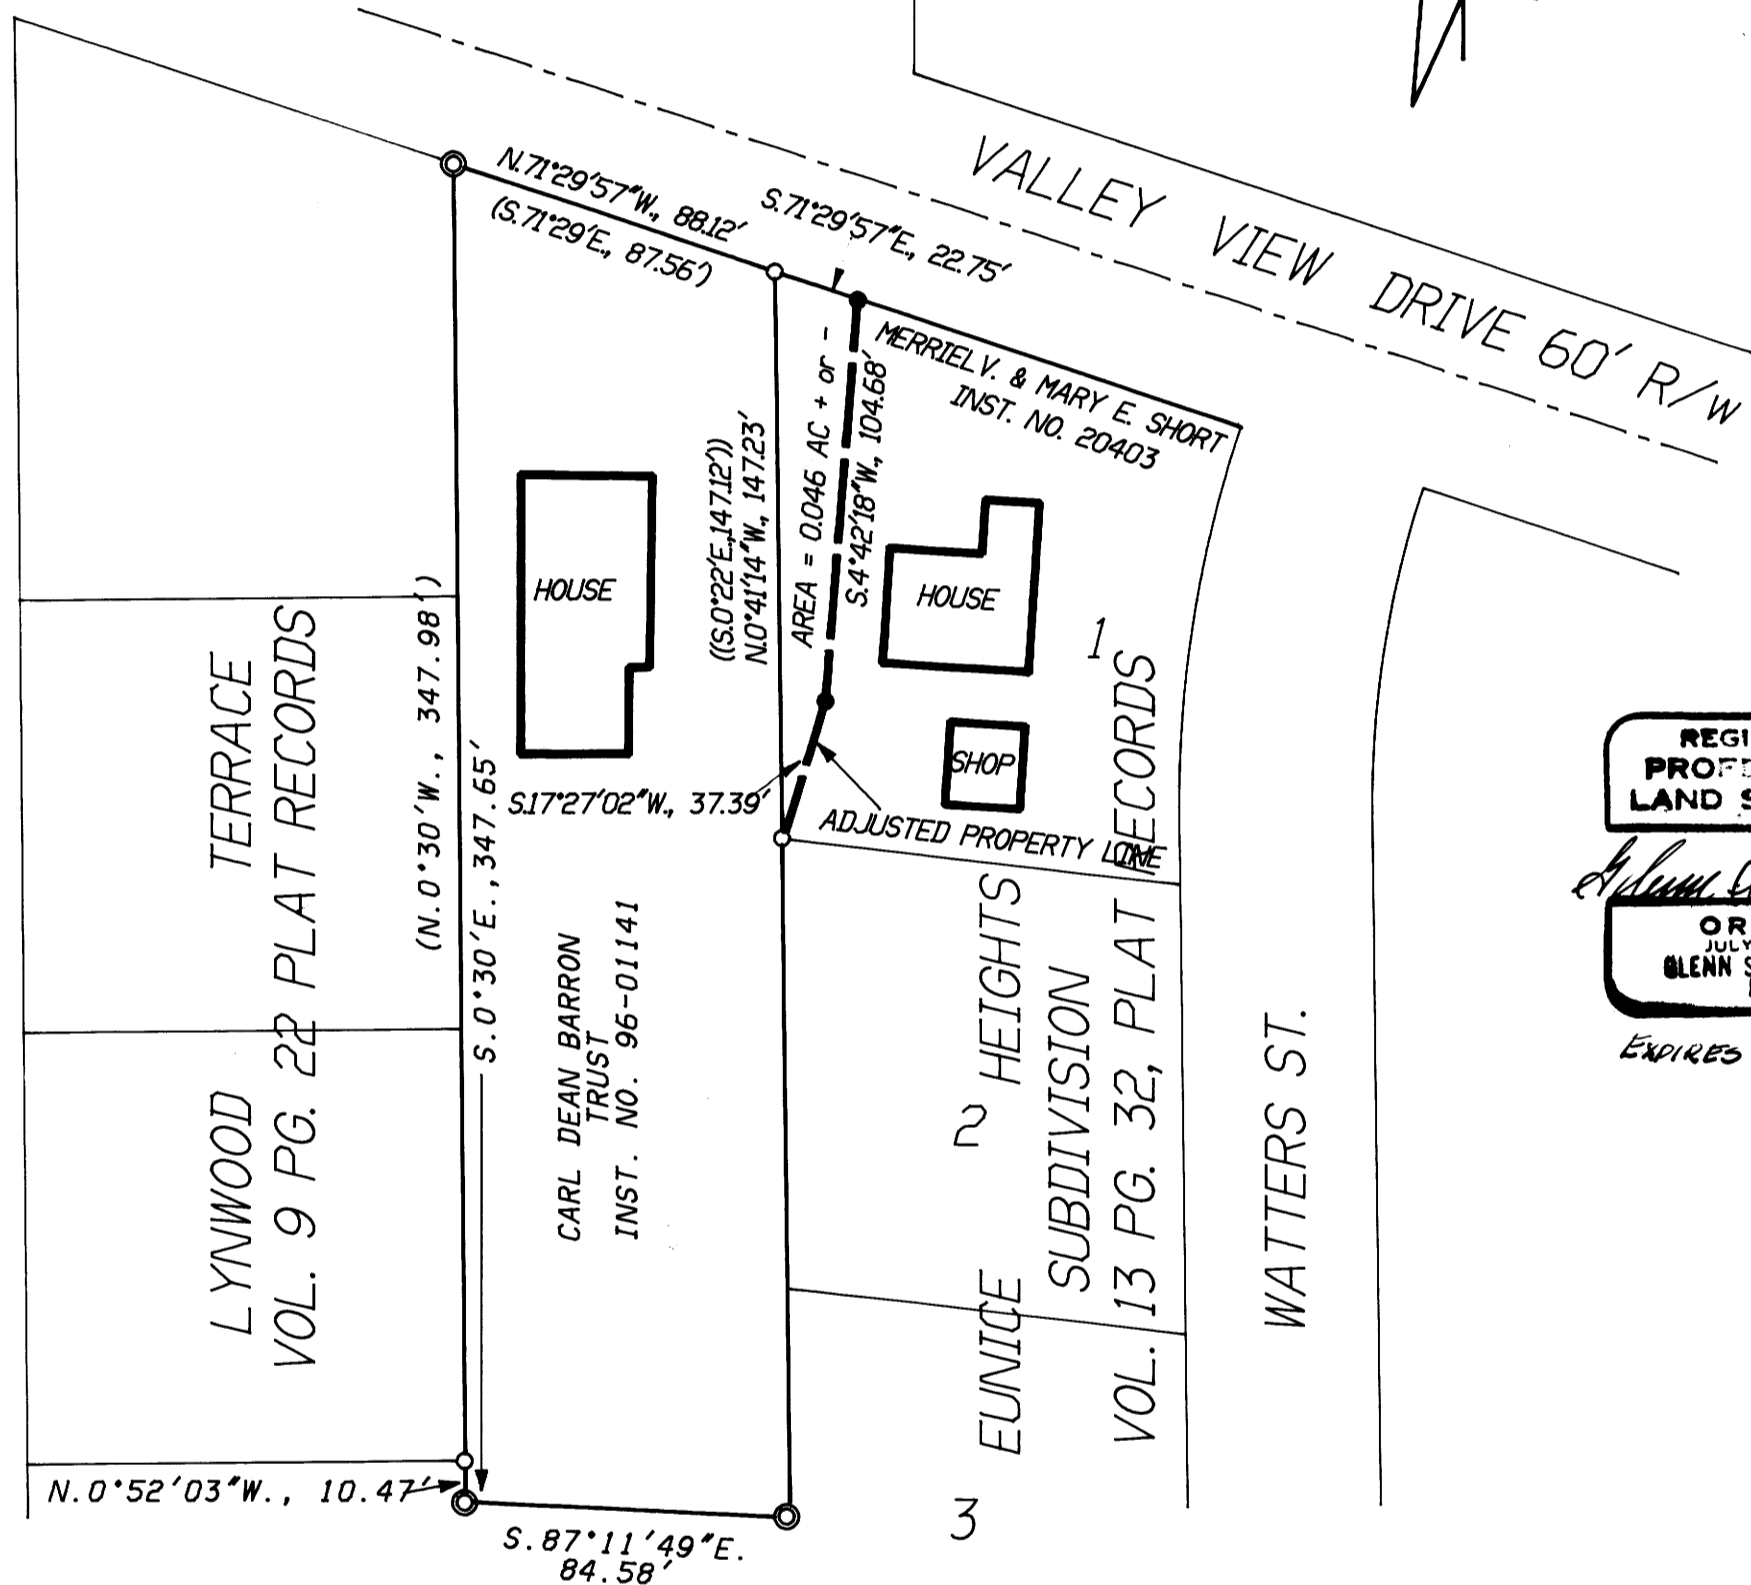 VALLEY VIEW DRIVE 60' R/W
N.71°29'57"W., 88.12'
(S.71°29'E., 87.56')
S.71°29'57"E., 22.75'
MERRIEL V. & MARY E. SHORT
INST. NO. 20403
((S.0°22'E.,147.12'))
N.0°41'14"W., 147.23'
AREA = 0.046 AC + or -
S.4°42'18"W., 104.68'
HOUSE
HOUSE
1
SHOP
S.17°27'02"W., 37.39'
ADJUSTED PROPERTY LINE
(N.0°30'W., 347.98')
S.0°30'E.,347.65'
LYNWOOD TERRACE
VOL. 9 PG. 22 PLAT RECORDS
CARL DEAN BARRON
TRUST
INST. NO. 96-01141
EUNICE HEIGHTS
SUBDIVISION
VOL. 13 PG. 32, PLAT RECORDS
2
3
WATTERS ST.
N.0°52'03"W., 10.47'
S.87°11'49"E.
84.58'
REGI
PROFE
LAND S
Glenn
OR
JULY
GLENN S
EXPIRES